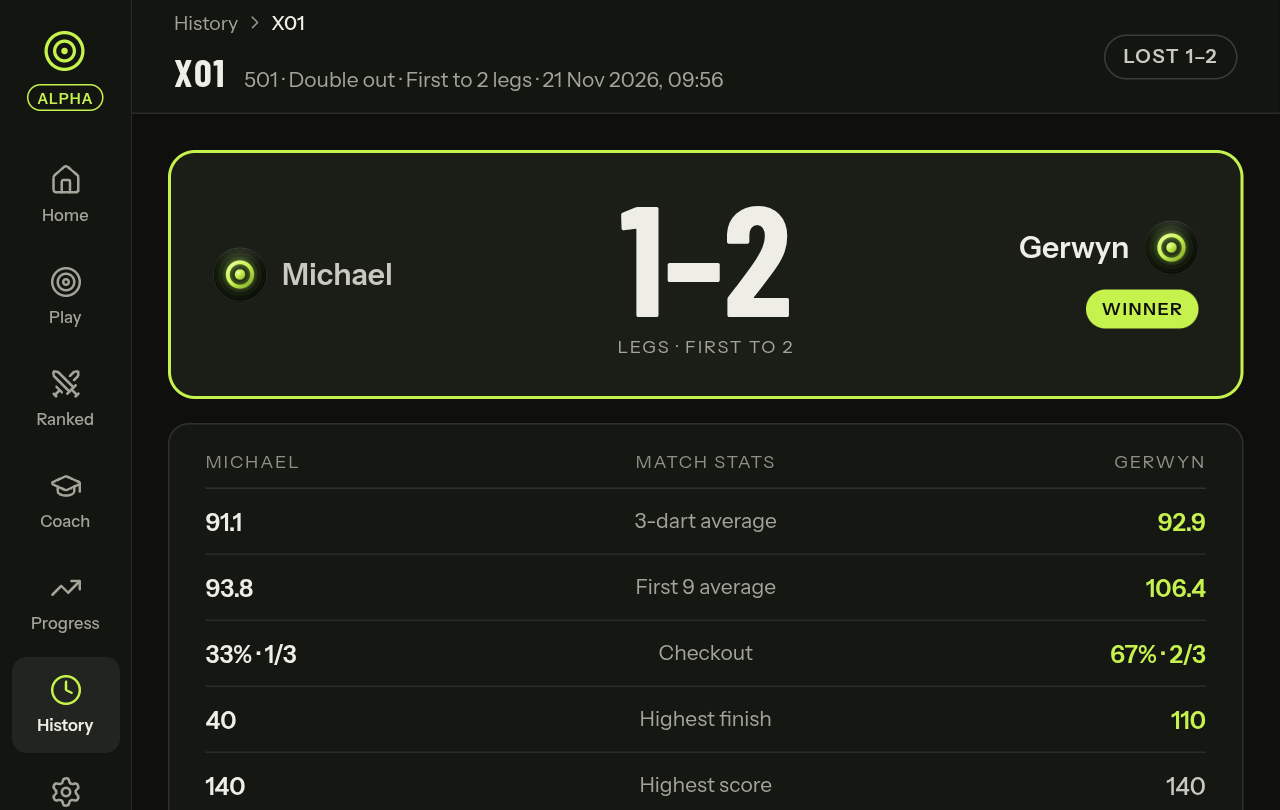 ALPHA
Home
Play
Ranked
Coach
Progress
History
History > X01
X01 501 · Double out · First to 2 legs · 21 Nov 2026, 09:56
LOST 1–2
Michael
1–2
LEGS · FIRST TO 2
Gerwyn
WINNER
MICHAEL MATCH STATS GERWYN
91.1 3-dart average 92.9
93.8 First 9 average 106.4
33% · 1/3 Checkout 67% · 2/3
40 Highest finish 110
140 Highest score 140